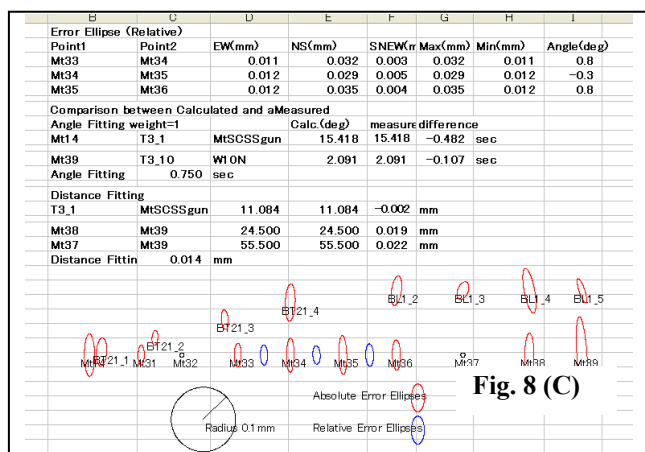 B C D E F G H I
Error Ellipse (Relative)
Point1 Point2 EW(mm) NS(mm) SNEW(m Max(mm) Min(mm) Angle(deg)
Mt33 Mt34 0.011 0.032 0.003 0.032 0.011 0.8
Mt34 Mt35 0.012 0.029 0.005 0.029 0.012 -0.3
Mt35 Mt36 0.012 0.035 0.004 0.035 0.012 0.8
Comparison between Calculated and aMeasured
Angle Fitting weight=1 Calc.(deg) measure difference
Mt14 T3_1 MtSCSSgun 15.418 15.418 -0.482 sec
Mt39 T3_10 W10N 2.091 2.091 -0.107 sec
Angle Fitting 0.750 sec
Distance Fitting
T3_1 MtSCSSgun 11.084 11.084 -0.002 mm
Mt38 Mt39 24.500 24.500 0.019 mm
Mt37 Mt39 55.500 55.500 0.022 mm
Distance Fittin 0.014 mm
BL1_2 BL1_3 BL1_4 BL1_5
BT21_4
BT21_3
BT21_2
BT21_1 Mt31 Mt32 Mt33 Mt34 Mt35 Mt36 Mt37 Mt38 Mt39
Fig. 8 (C)
Absolute Error Ellipses
Radius 0.1mm Relative Error Ellipses